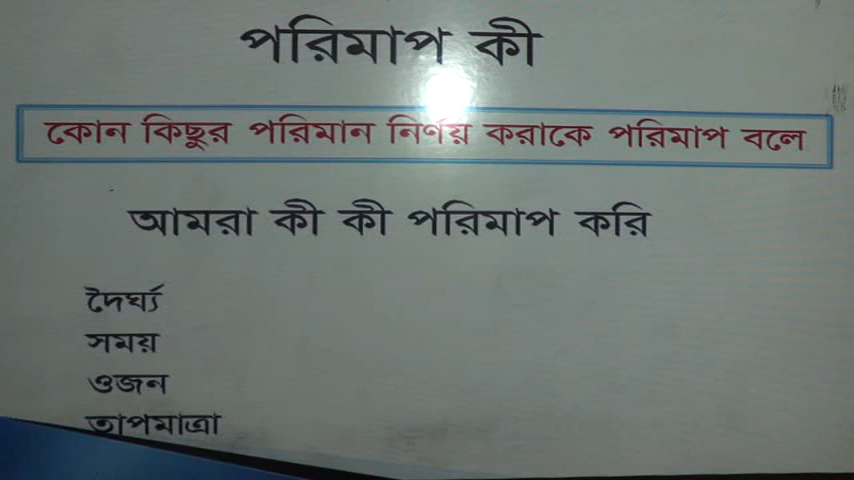 পরিমাপ কী
কোন কিছুর পরিমান নির্ণয় করাকে পরিমাপ বলে
আমরা কী কী পরিমাপ করি
দৈর্ঘ্য
সময়
ওজন
তাপমাত্রা